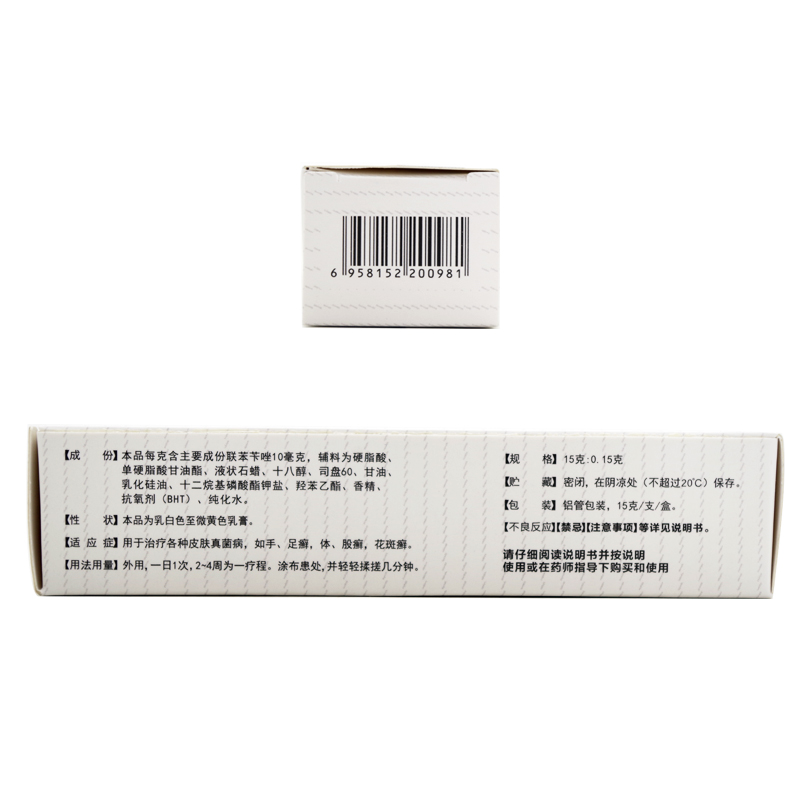 6 958152 200981
【成 份】本品每克含主要成份联苯苄唑10毫克，辅料为硬脂酸、
单硬脂酸甘油酯、液状石蜡、十八醇、司盘60、甘油、
乳化硅油、十二烷基磷酸酯钾盐、羟苯乙酯、香精、
抗氧剂（BHT）、纯化水。
【性 状】本品为乳白色至微黄色乳膏。
【适 应 症】用于治疗各种皮肤真菌病，如手、足癣，体、股癣，花斑癣。
【用法用量】外用，一日1次，2~4周为一疗程。涂布患处，并轻轻揉搓几分钟。
【规 格】15克:0.15克
【贮 藏】密闭，在阴凉处（不超过20℃）保存。
【包 装】铝管包装，15克/支/盒。
【不良反应】【禁忌】【注意事项】等详见说明书。
请仔细阅读说明书并按说明
使用或在药师指导下购买和使用